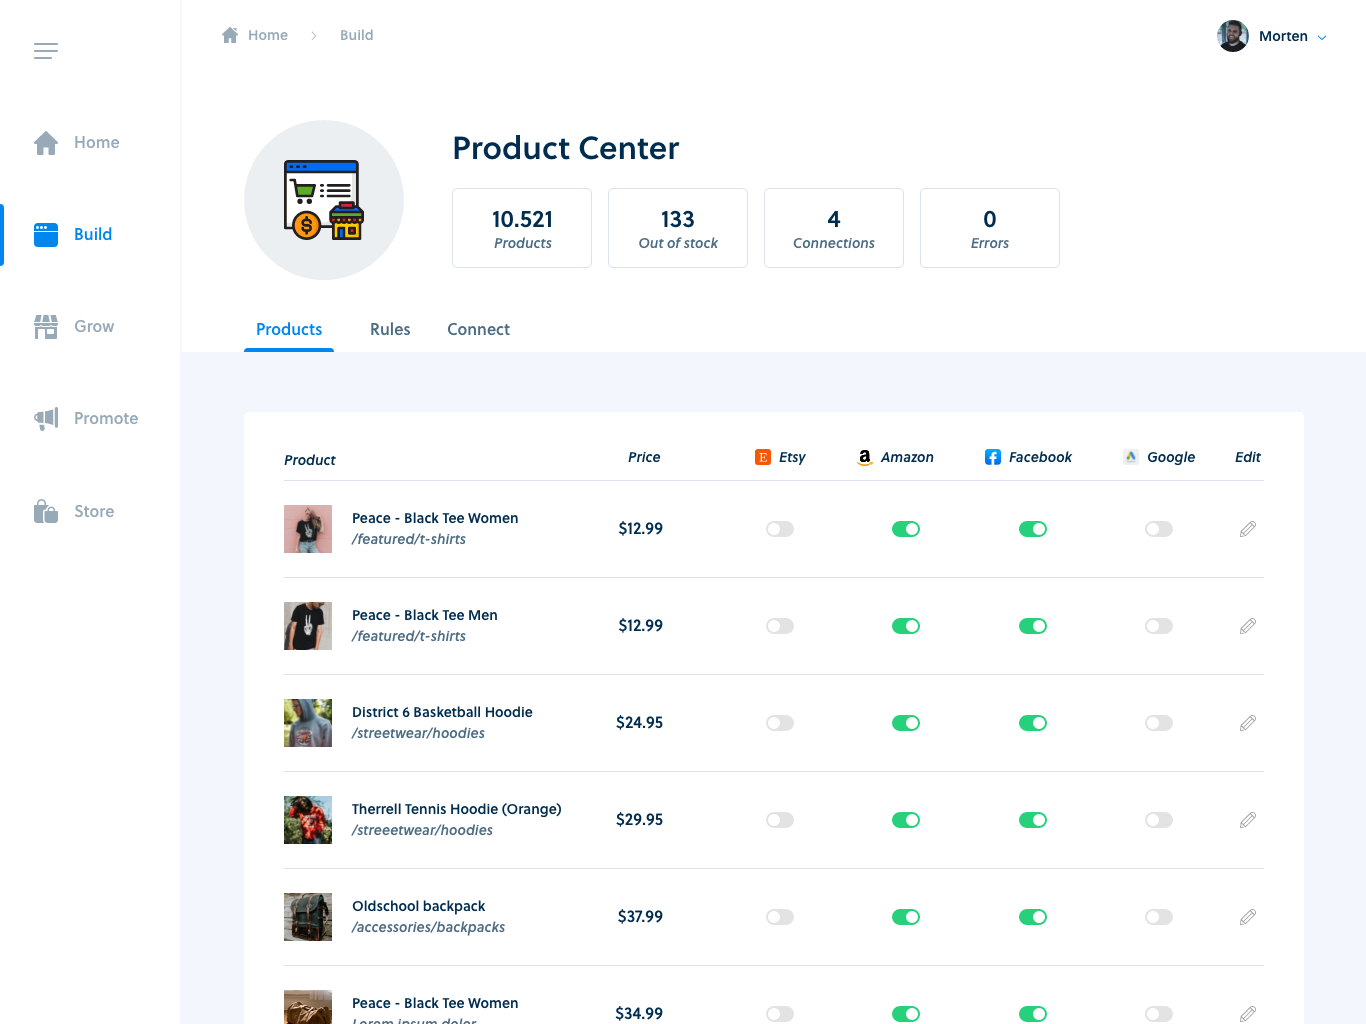 Home
Build
Morten
Home
Build
Grow
Promote
Store
Product Center
10.521
Products
133
Out of stock
4
Connections
0
Errors
Products
Rules
Connect
Product
Price
Etsy
Amazon
Facebook
Google
Edit
Peace - Black Tee Women
/featured/t-shirts
$12.99
Peace - Black Tee Men
/featured/t-shirts
$12.99
District 6 Basketball Hoodie
/streetwear/hoodies
$24.95
Therrell Tennis Hoodie (Orange)
/streeetwear/hoodies
$29.95
Oldschool backpack
/accessories/backpacks
$37.99
Peace - Black Tee Women
Lorem ipsum dolor
$34.99